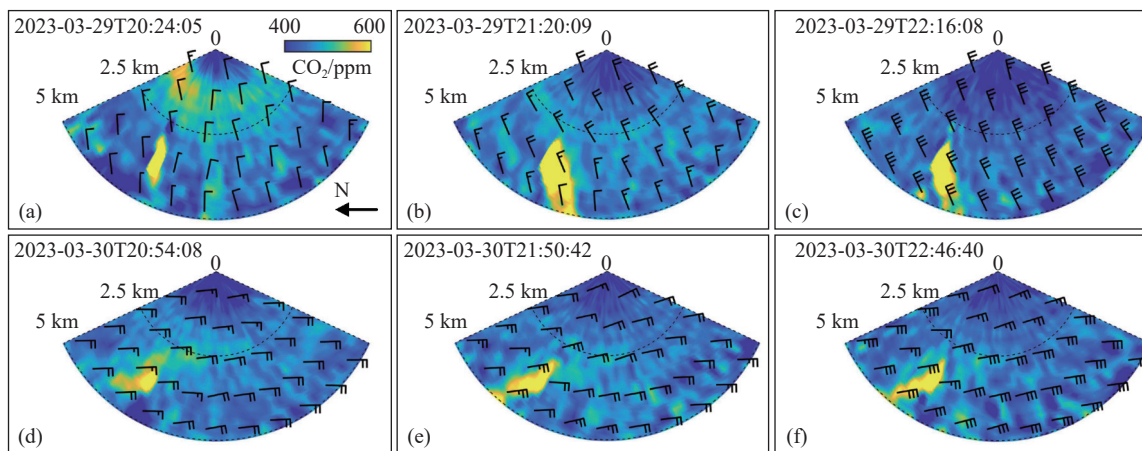 2023-03-29T20:24:05
0
400 600
CO₂/ppm
2.5 km
5 km
N
(a)
2023-03-29T21:20:09
0
2.5 km
5 km
(b)
2023-03-29T22:16:08
0
2.5 km
5 km
(c)
2023-03-30T20:54:08
0
2.5 km
5 km
(d)
2023-03-30T21:50:42
0
2.5 km
5 km
(e)
2023-03-30T22:46:40
0
2.5 km
5 km
(f)